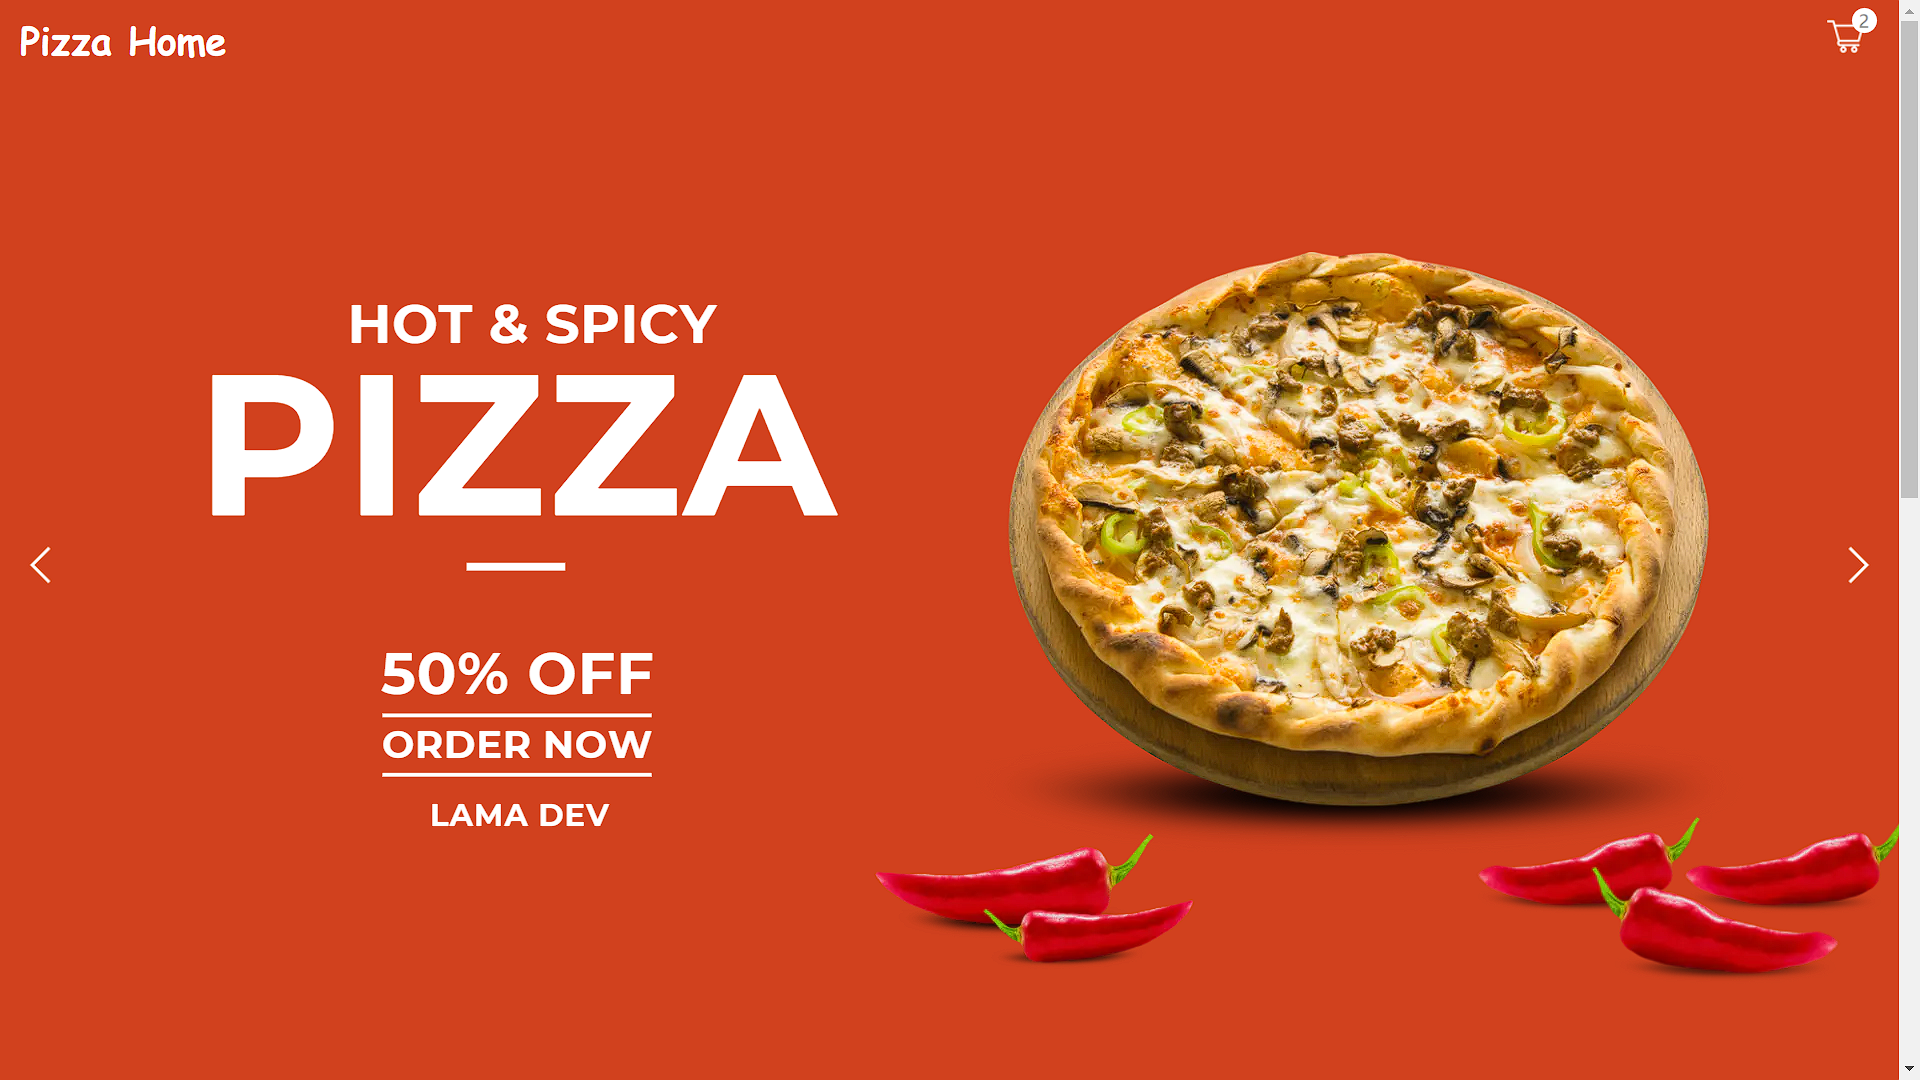 Pizza Home
2
HOT & SPICY
PIZZA
50% OFF
ORDER NOW
LAMA DEV